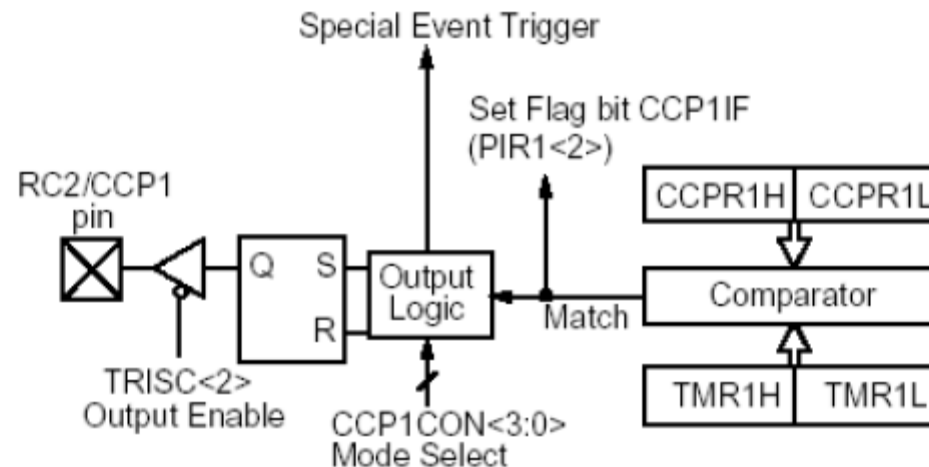 Special Event Trigger
Set Flag bit CCP1IF
(PIR1<2>)
RC2/CCP1
pin
CCPR1H CCPR1L
Q S
Output
Logic
R
Match
Comparator
TRISC<2>
Output Enable
CCP1CON<3:0>
Mode Select
TMR1H TMR1L